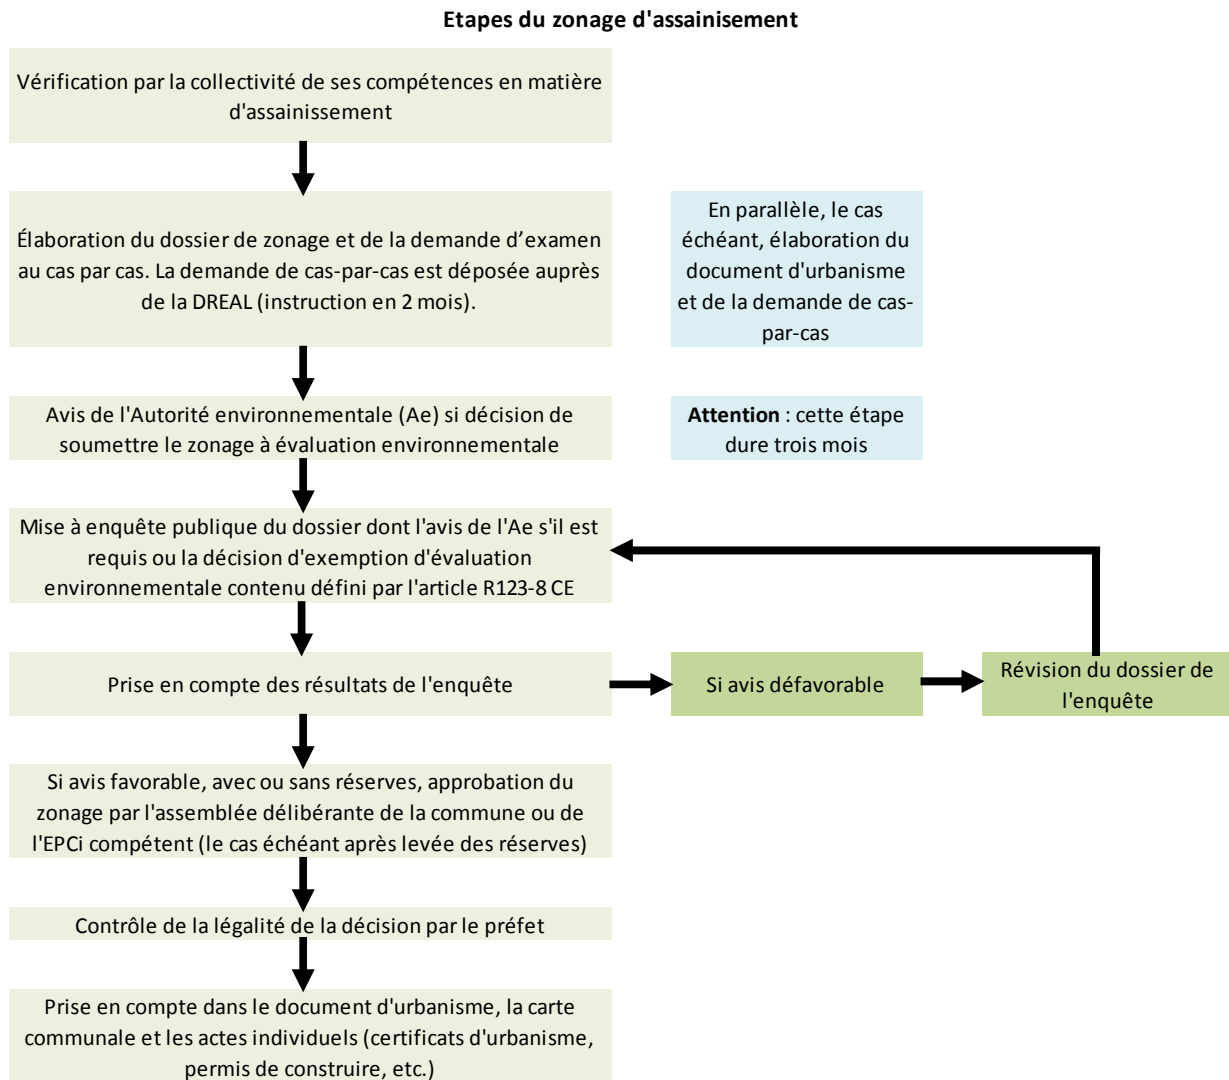 Etapes du zonage d'assainisement
Vérification par la collectivité de ses compétences en matière
d'assainissement
Élaboration du dossier de zonage et de la demande d’examen
au cas par cas. La demande de cas-par-cas est déposée auprès
de la DREAL (instruction en 2 mois).
En parallèle, le cas
échéant, élaboration du
document d'urbanisme
et de la demande de cas-
par-cas
Avis de l'Autorité environnementale (Ae) si décision de
soumettre le zonage à évaluation environnementale
Attention : cette étape
dure trois mois
Mise à enquête publique du dossier dont l'avis de l'Ae s'il est
requis ou la décision d'exemption d'évaluation
environnementale contenu défini par l'article R123-8 CE
Prise en compte des résultats de l'enquête
Si avis défavorable
Révision du dossier de
l'enquête
Si avis favorable, avec ou sans réserves, approbation du
zonage par l'assemblée délibérante de la commune ou de
l'EPCi compétent (le cas échéant après levée des réserves)
Contrôle de la légalité de la décision par le préfet
Prise en compte dans le document d'urbanisme, la carte
communale et les actes individuels (certificats d'urbanisme,
permis de construire, etc.)